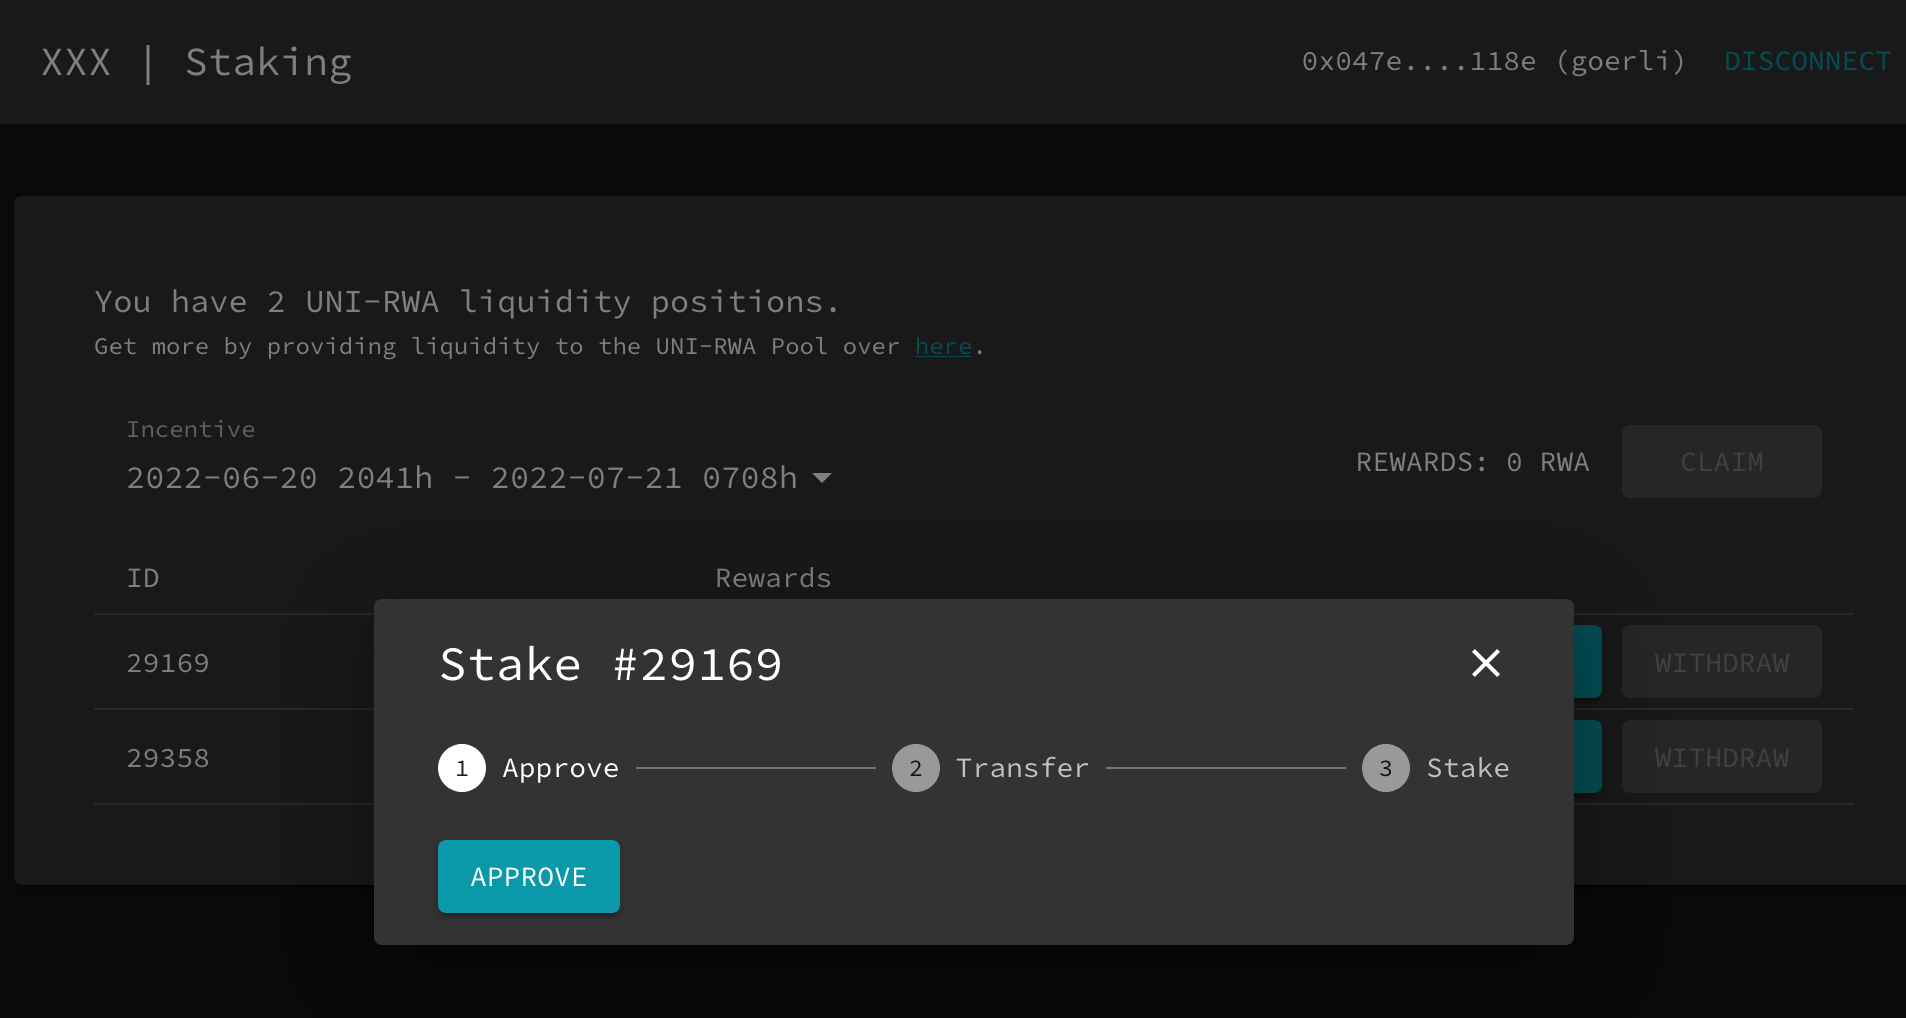 XXX | Staking
0x047e....118e (goerli) DISCONNECT
You have 2 UNI-RWA liquidity positions.
Get more by providing liquidity to the UNI-RWA Pool over here.
Incentive
2022-06-20 2041h - 2022-07-21 0708h
REWARDS: 0 RWA CLAIM
ID Rewards
29169 WITHDRAW
29358 WITHDRAW
Stake #29169
1 Approve 2 Transfer 3 Stake
APPROVE